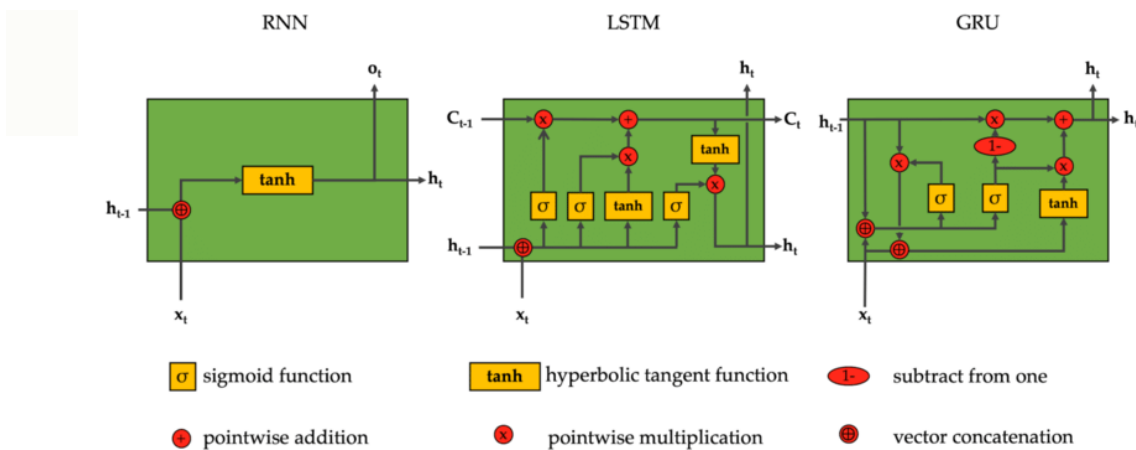 RNN
LSTM
GRU
oₜ
hₜ
hₜ
Cₜ₋₁
x
+
Cₜ
hₜ₋₁
x
+
hₜ
1-
tanh
x
x
x
tanh
x
hₜ
σ
σ
tanh
σ
σ
σ
tanh
hₜ₋₁
hₜ₋₁
hₜ
xₜ
xₜ
xₜ
σ sigmoid function
tanh hyperbolic tangent function
1- subtract from one
+ pointwise addition
x pointwise multiplication
⊕ vector concatenation